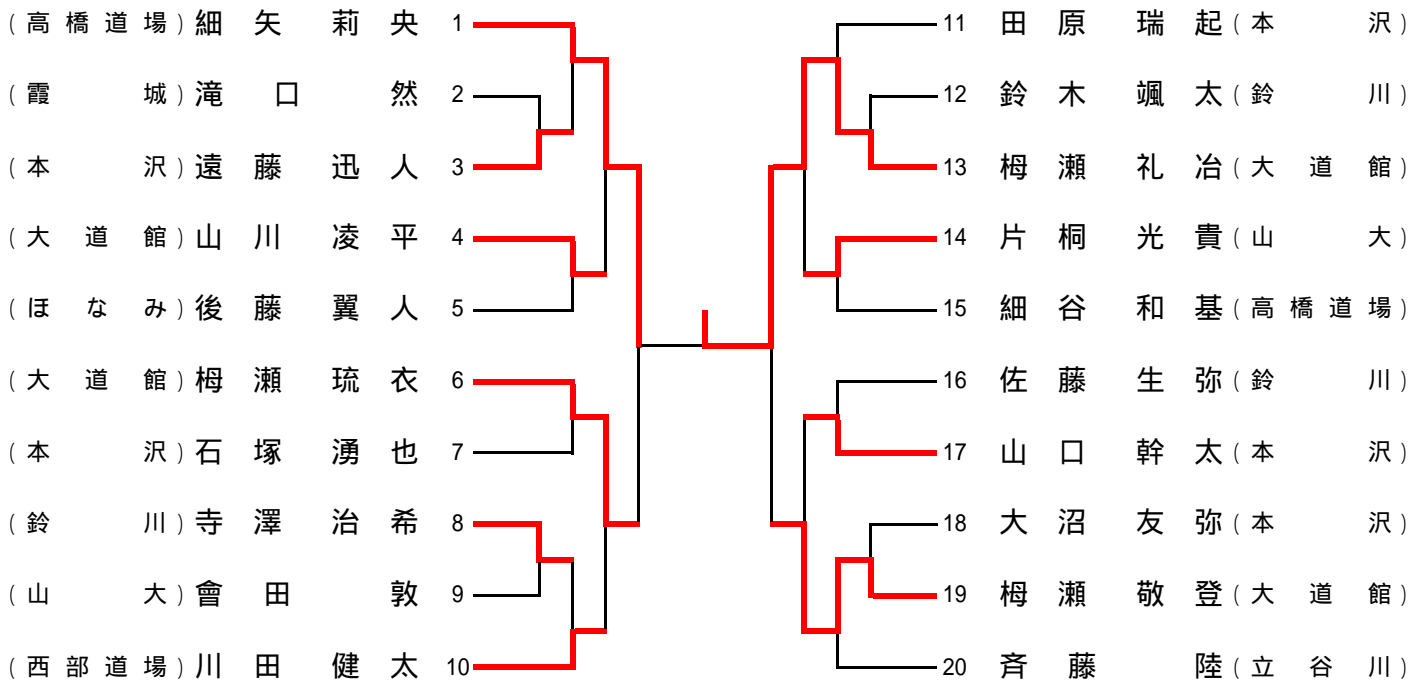 (高橋道場) 細矢莉央 1
(霞城) 滝口然 2
(本沢) 遠藤迅人 3
(大道館) 山川凌平 4
(ほなみ) 後藤翼人 5
(大道館) 栂瀬琉衣 6
(本沢) 石塚湧也 7
(鈴川) 寺澤治希 8
(山大) 會田敦 9
(西部道場) 川田健太 10
11 田原瑞起 (本沢)
12 鈴木颯太 (鈴川)
13 栂瀬礼冶 (大道館)
14 片桐光貴 (山大)
15 細谷和基 (高橋道場)
16 佐藤生弥 (鈴川)
17 山口幹太 (本沢)
18 大沼友弥 (本沢)
19 栂瀬敬登 (大道館)
20 斉藤陸 (立谷川)